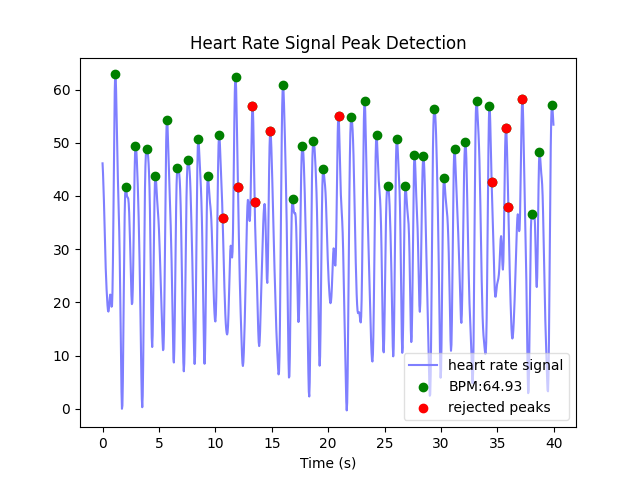 Heart Rate Signal Peak Detection
60
50
40
30
20
10
0
heart rate signal
BPM:64.93
rejected peaks
0 5 10 15 20 25 30 35 40
Time (s)